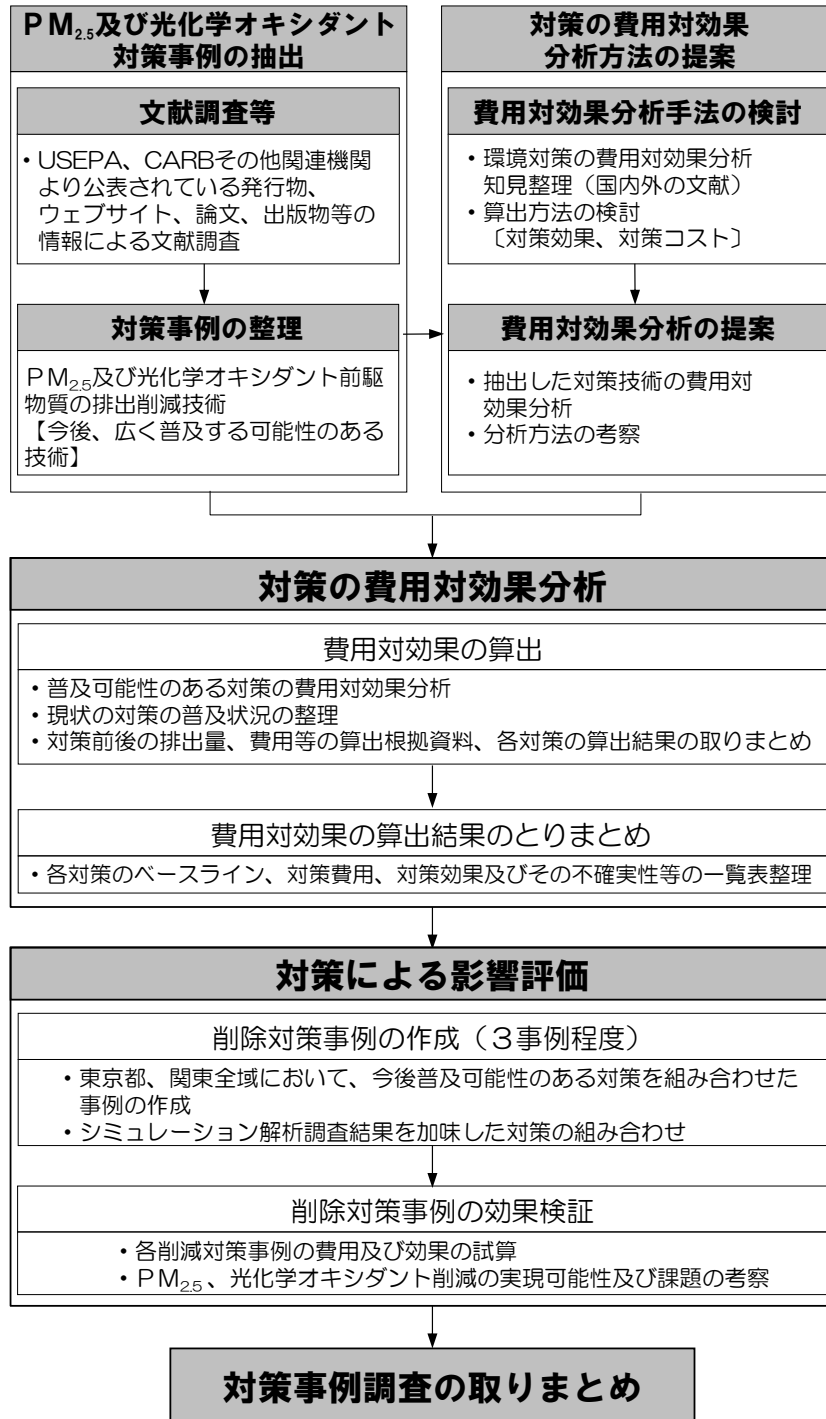 PM2.5及び光化学オキシダント
対策事例の抽出
文献調査等
・USEPA、CARBその他関連機関
より公表されている発行物、
ウェブサイト、論文、出版物等の
情報による文献調査
対策事例の整理
PM2.5及び光化学オキシダント前駆
物質の排出削減技術
【今後、広く普及する可能性のある
技術】
対策の費用対効果
分析方法の提案
費用対効果分析手法の検討
・環境対策の費用対効果分析
知見整理（国内外の文献）
・算出方法の検討
〔対策効果、対策コスト〕
費用対効果分析の提案
・抽出した対策技術の費用対
効果分析
・分析方法の考察
対策の費用対効果分析
費用対効果の算出
・普及可能性のある対策の費用対効果分析
・現状の対策の普及状況の整理
・対策前後の排出量、費用等の算出根拠資料、各対策の算出結果の取りまとめ
費用対効果の算出結果のとりまとめ
・各対策のベースライン、対策費用、対策効果及びその不確実性等の一覧表整理
対策による影響評価
削除対策事例の作成（３事例程度）
・東京都、関東全域において、今後普及可能性のある対策を組み合わせた
事例の作成
・シミュレーション解析調査結果を加味した対策の組み合わせ
削除対策事例の効果検証
・各削減対策事例の費用及び効果の試算
・PM2.5、光化学オキシダント削減の実現可能性及び課題の考察
対策事例調査の取りまとめ